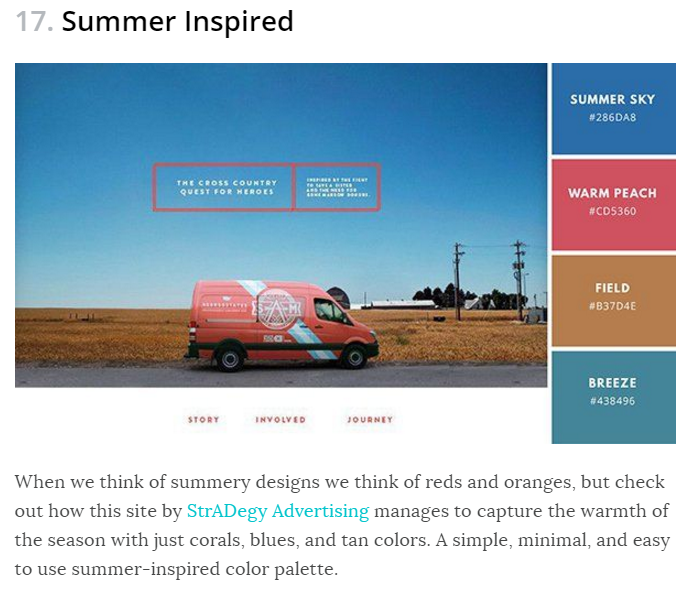 17. Summer Inspired
THE CROSS COUNTRY
QUEST FOR HEROES
INSPIRED BY THE FIGHT
TO SAVE A SISTER
AND THE NEED FOR
BONE MARROW DONORS.
SUMMER SKY
#286DA8
WARM PEACH
#CD5360
FIELD
#B37D4E
BREEZE
#438496
STORY INVOLVED JOURNEY
When we think of summery designs we think of reds and oranges, but check
out how this site by StrADegy Advertising manages to capture the warmth of
the season with just corals, blues, and tan colors. A simple, minimal, and easy
to use summer-inspired color palette.